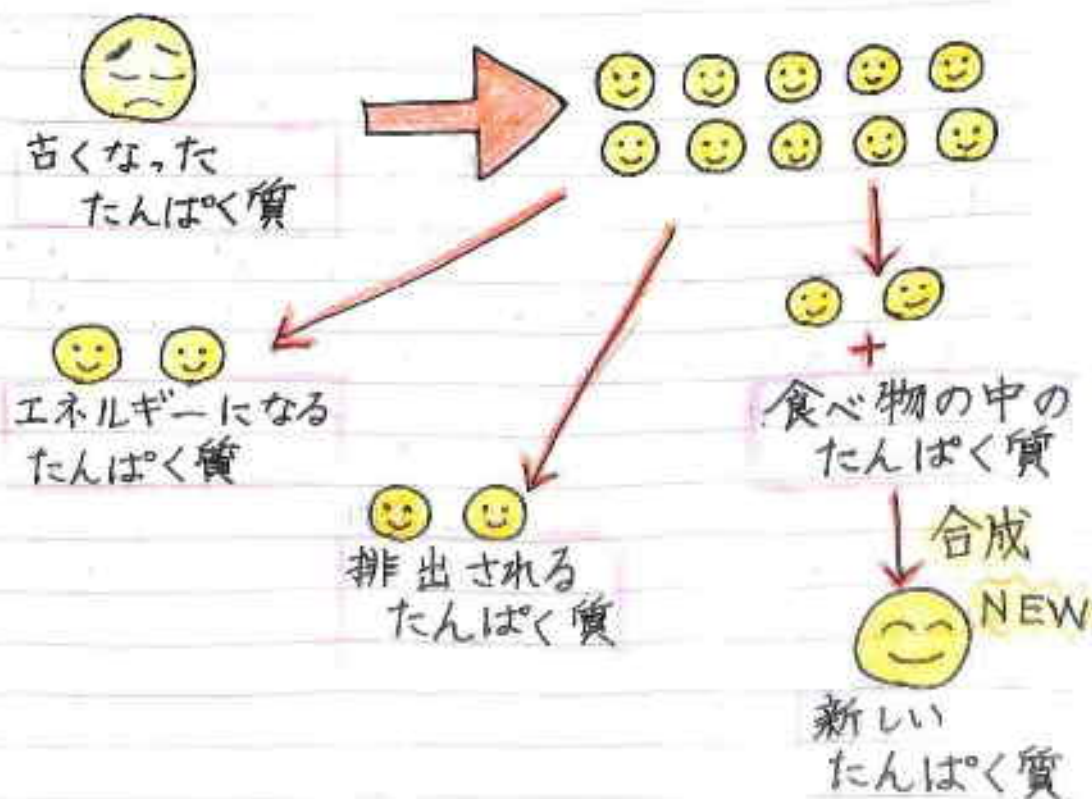 古くなった
たんぱく質
エネルギーになる
たんぱく質
排出される
たんぱく質
+
食べ物の中の
たんぱく質
合成
NEW
新しい
たんぱく質